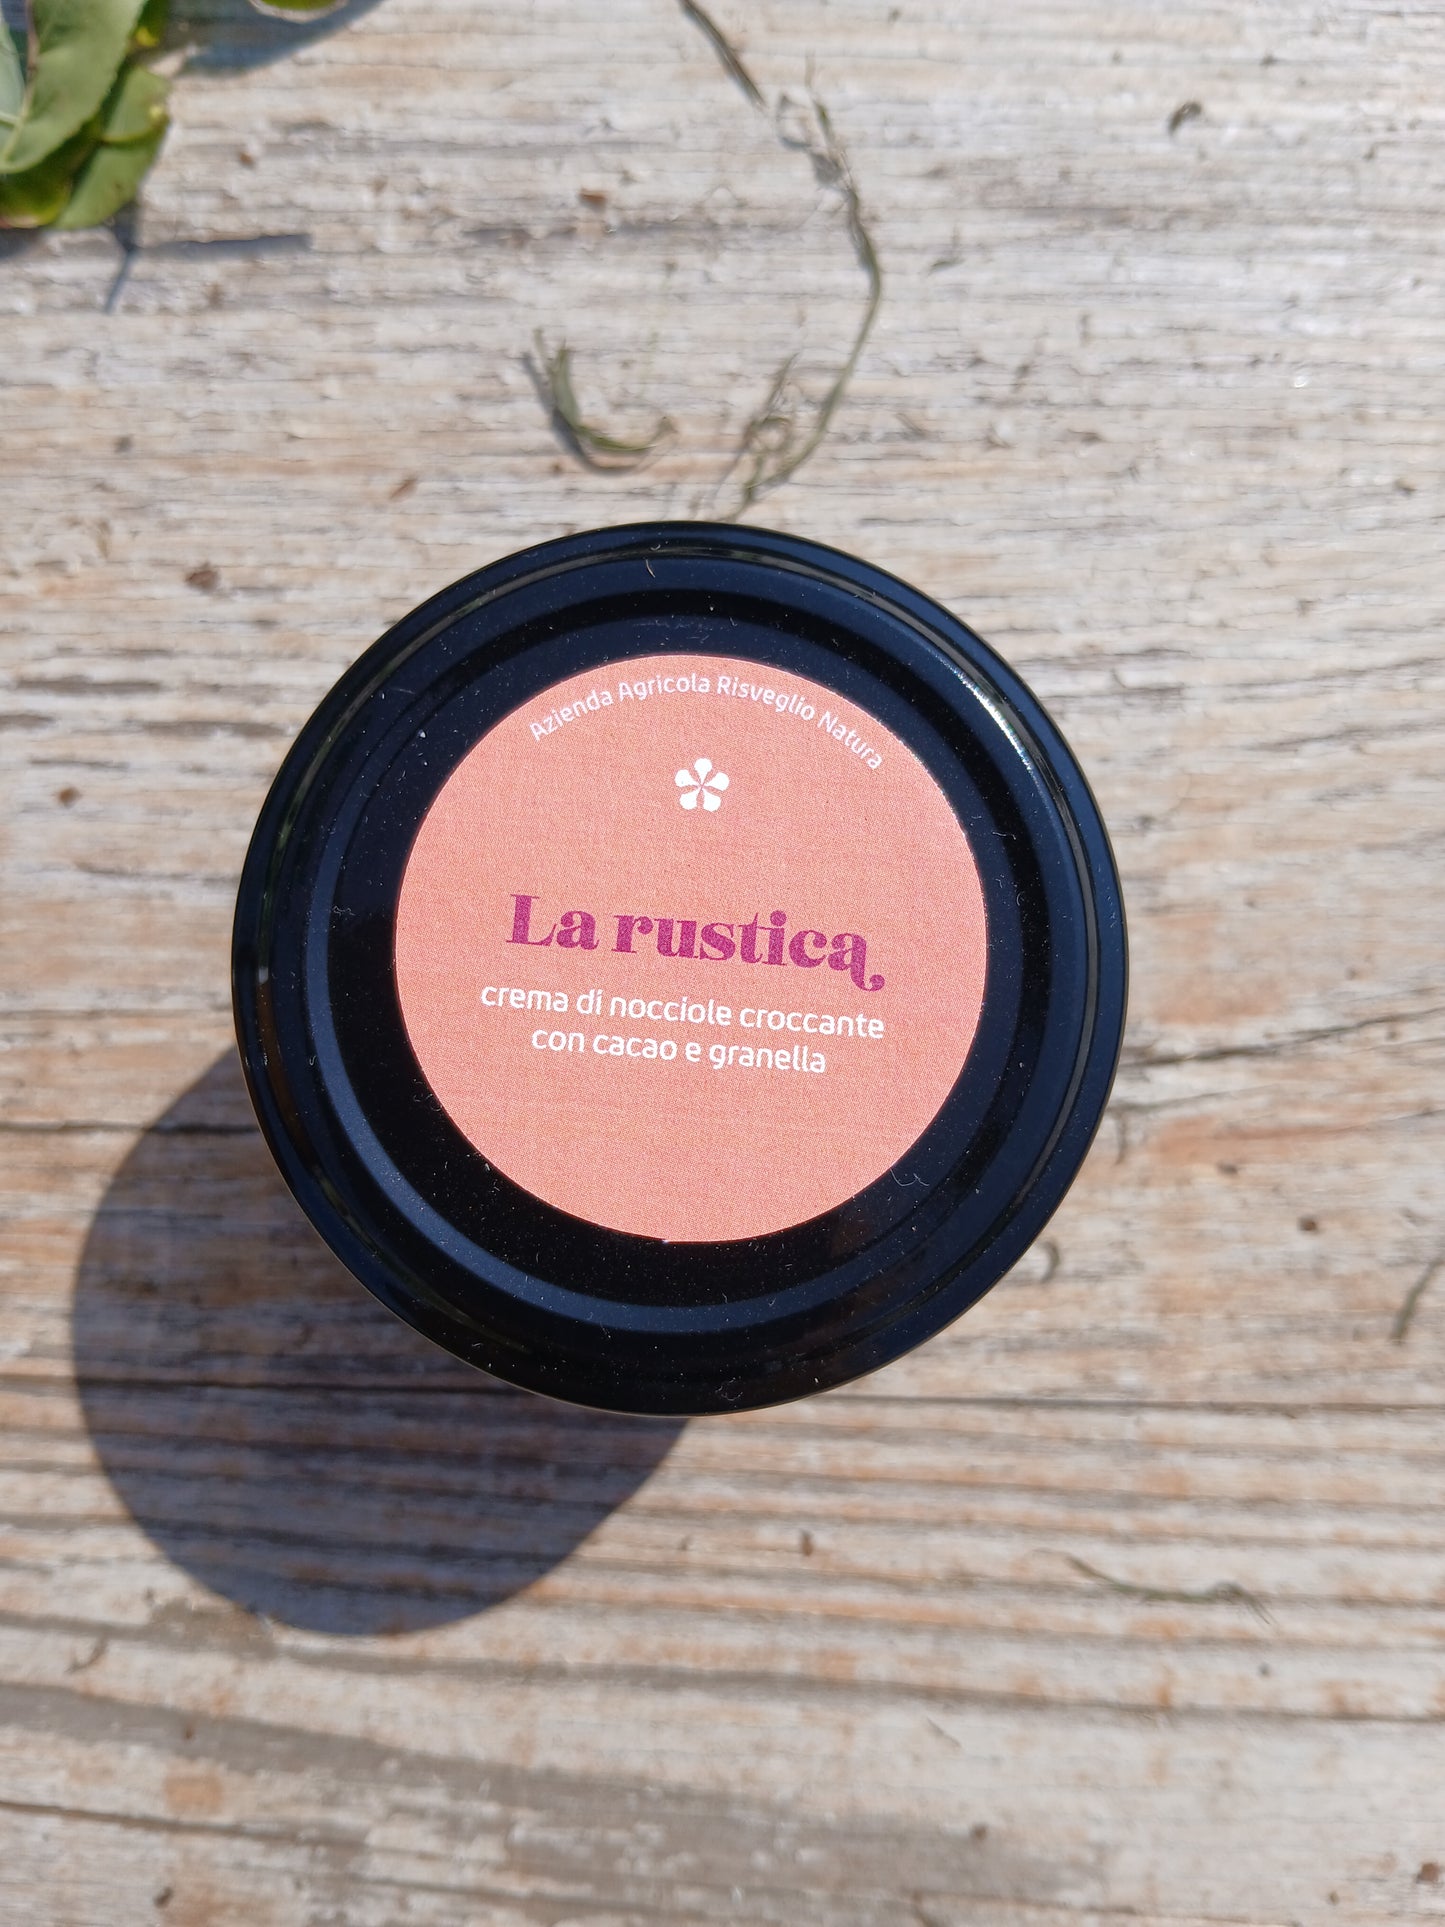 Azienda Agricola Risveglio Natura
La rustica
crema di nocciole croccante
con cacao e granella